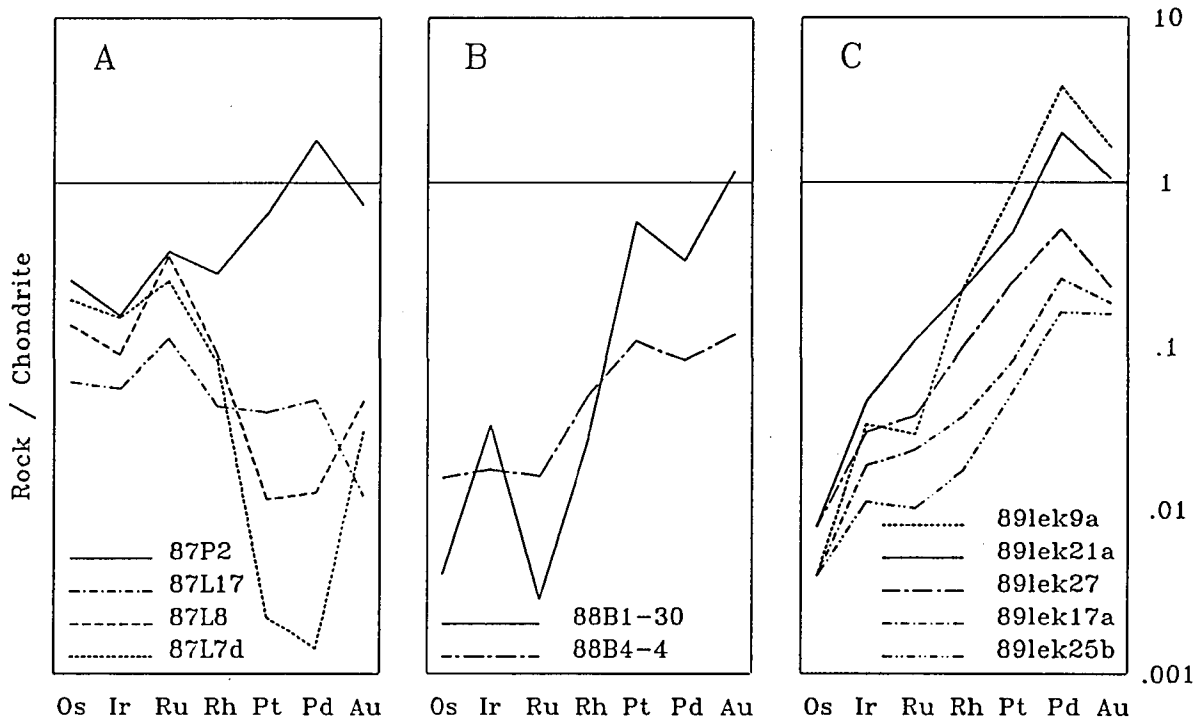 A
B
C
10
1
.1
.01
.001
Rock / Chondrite
87P2
87L17
87L8
87L7d
88B1-30
88B4-4
89lek9a
89lek21a
89lek27
89lek17a
89lek25b
Os Ir Ru Rh Pt Pd Au
Os Ir Ru Rh Pt Pd Au
Os Ir Ru Rh Pt Pd Au